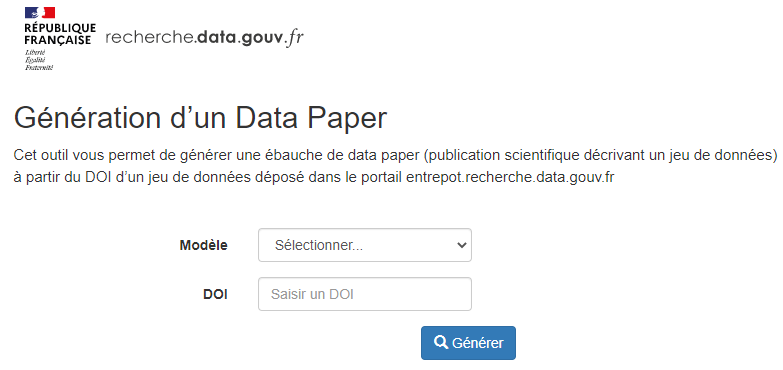 RÉPUBLIQUE
FRANÇAISE
Liberté
Égalité
Fraternité
recherche.data.gouv.fr
Génération d’un Data Paper
Cet outil vous permet de générer une ébauche de data paper (publication scientifique décrivant un jeu de données)
à partir du DOI d’un jeu de données déposé dans le portail entrepot.recherche.data.gouv.fr
Modèle
Sélectionner...
DOI
Saisir un DOI
Générer